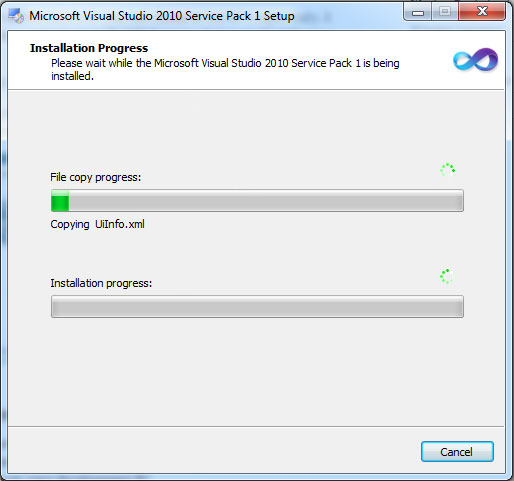 Microsoft Visual Studio 2010 Service Pack 1 Setup
Installation Progress
Please wait while the Microsoft Visual Studio 2010 Service Pack 1 is being
installed.
File copy progress:
Copying UiInfo.xml
Installation progress:
Cancel